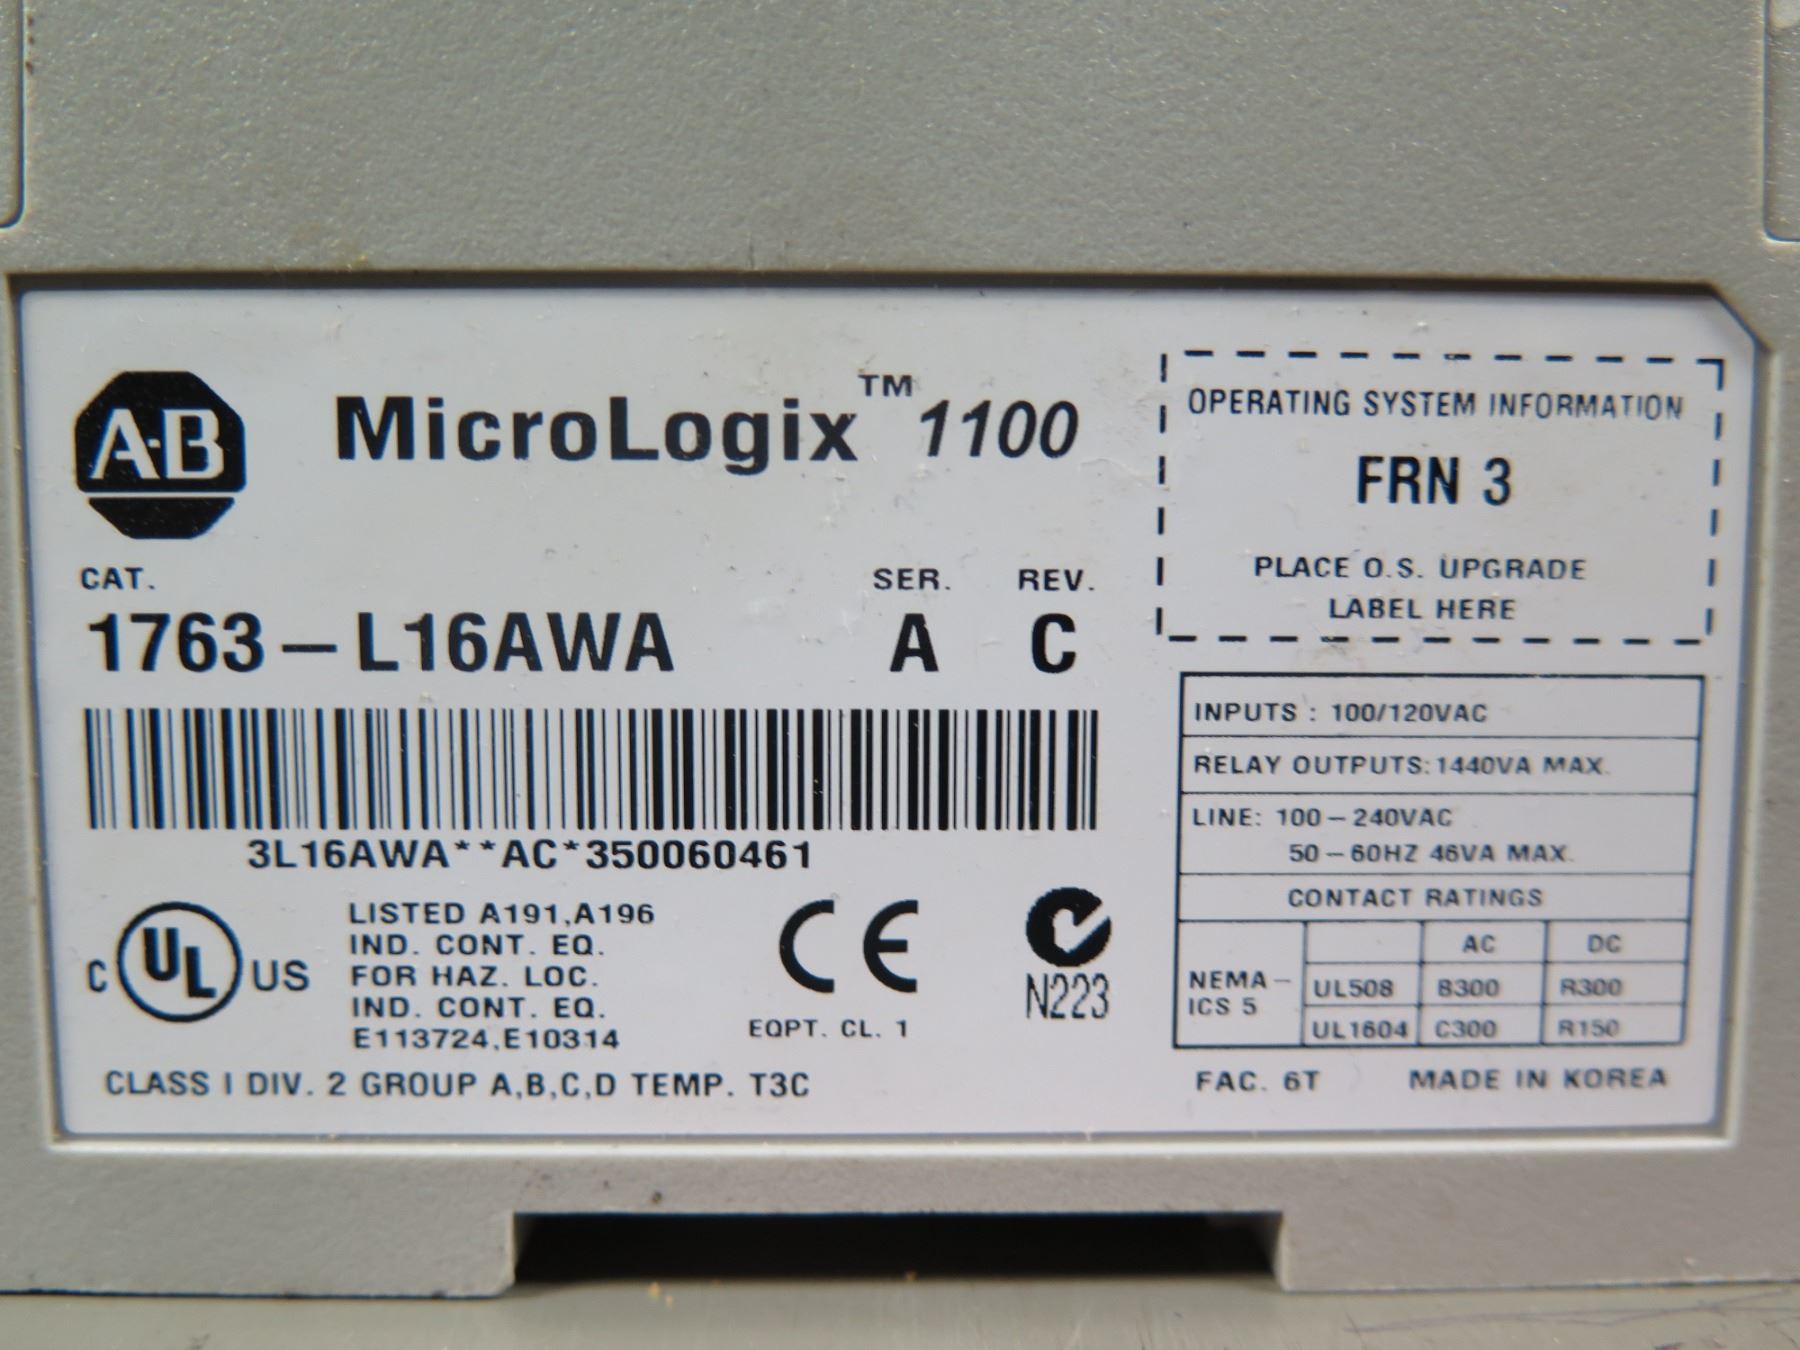 A-B MicroLogix™ 1100
CAT. SER. REV.
1763-L16AWA A C
3L16AWA**AC*350060461
C UL US
LISTED A191,A196
IND. CONT. EQ.
FOR HAZ. LOC.
IND. CONT. EQ.
E113724,E10314
CE
EQPT. CL. 1
N223
CLASS I DIV. 2 GROUP A,B,C,D TEMP. T3C
OPERATING SYSTEM INFORMATION
FRN 3
PLACE O.S. UPGRADE
LABEL HERE
INPUTS : 100/120VAC
RELAY OUTPUTS:1440VA MAX.
LINE: 100-240VAC
50-60HZ 46VA MAX.
CONTACT RATINGS
AC DC
NEMA-
ICS 5
UL508 B300 R300
UL1604 C300 R150
FAC. 6T MADE IN KOREA